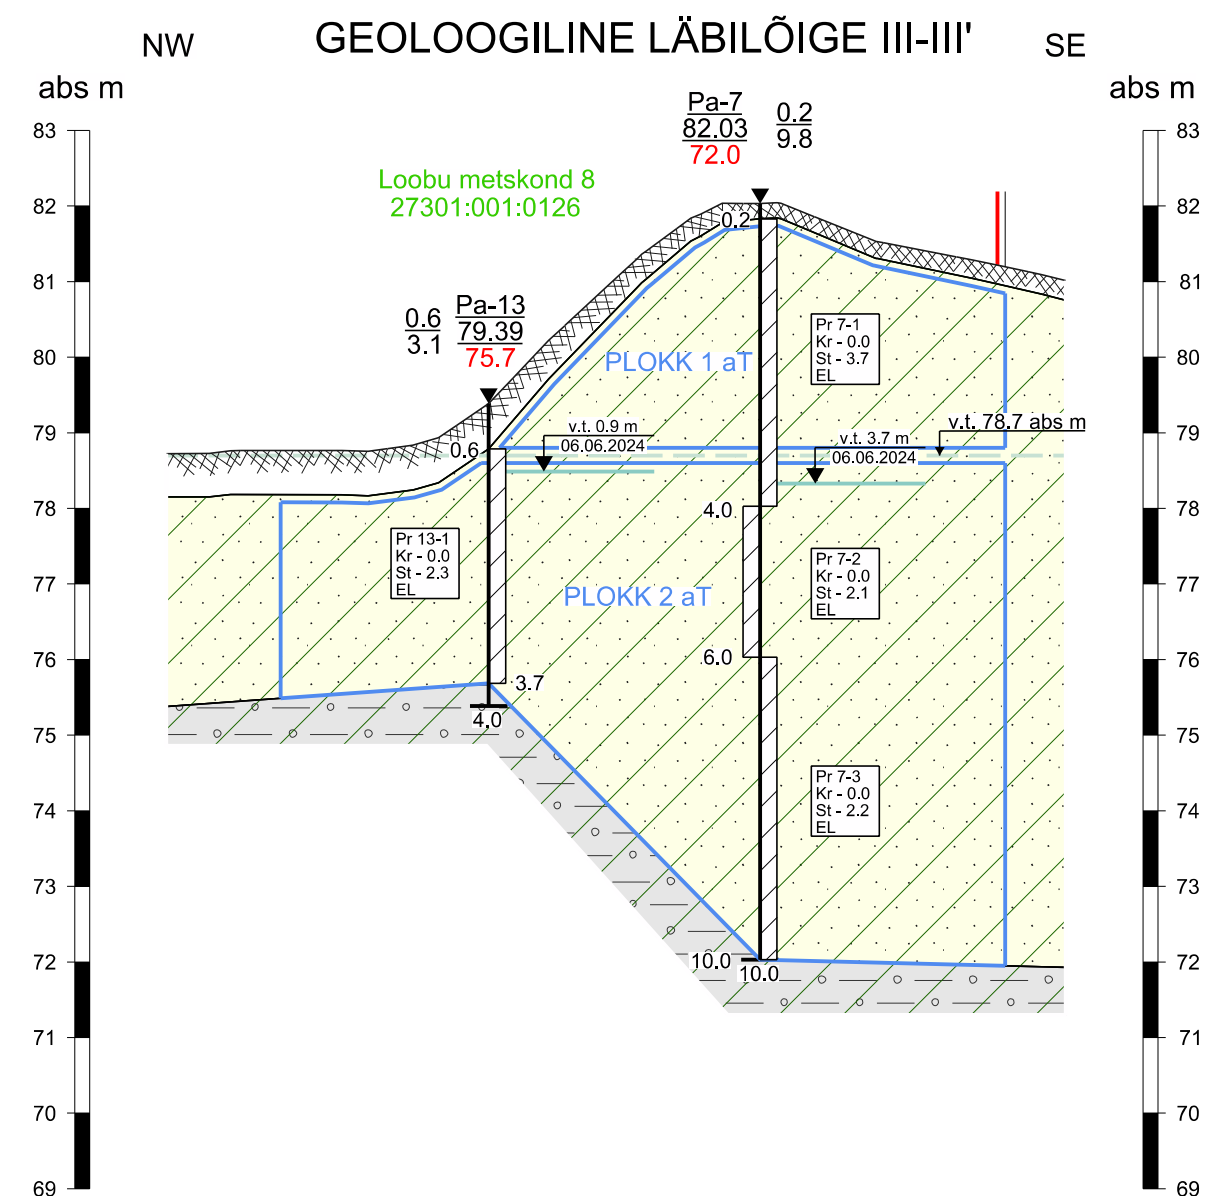 GEOLOOGILINE LÄBILÕIGE III-III'
NW
SE
abs m
abs m
Pa-7
82.03
72.0
0.2
9.8
Loobu metskond 8
27301:001:0126
0.6
3.1
Pa-13
79.39
75.7
83
82
81
80
79
78
77
76
75
74
73
72
71
70
69
83
82
81
80
79
78
77
76
75
74
73
72
71
70
69
0.2
Pr 7-1
Kr - 0.0
St - 3.7
EL
PLOKK 1 aT
v.t. 0.9 m
06.06.2024
v.t. 3.7 m
06.06.2024
v.t. 78.7 abs m
0.6
4.0
Pr 13-1
Kr - 0.0
St - 2.3
EL
Pr 7-2
Kr - 0.0
St - 2.1
EL
PLOKK 2 aT
6.0
3.7
4.0
Pr 7-3
Kr - 0.0
St - 2.2
EL
10.0
10.0